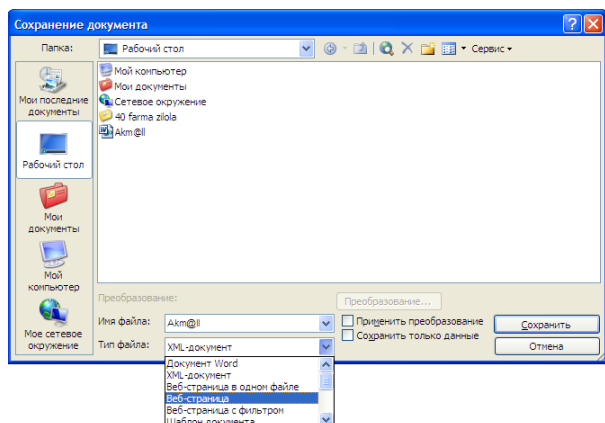 Сохранение документа
Папка:
Рабочий стол
Сервис
Мои последние документы
Рабочий стол
Мои документы
Мой компьютер
Мое сетевое окружение
Мой компьютер
Мои документы
Сетевое окружение
40 farma zilola
Akm@ll
Преобразование:
Преобразование...
Имя файла:
Akm@ll
Применить преобразование
Сохранить
Тип файла:
XML-документ
Сохранить только данные
Отмена
Документ Word
XML-документ
Веб-страница в одном файле
Веб-страница
Веб-страница с фильтром
Шаблон документа